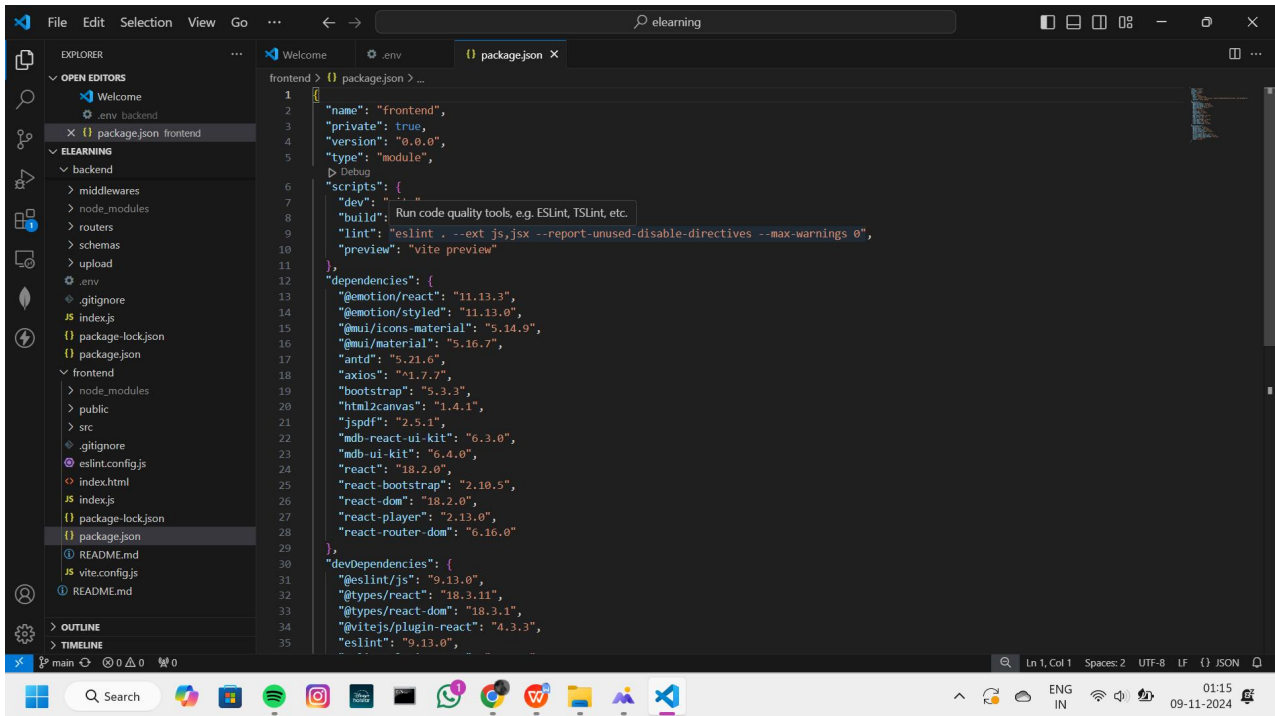 File Edit Selection View Go ... elearning
EXPLORER ...
OPEN EDITORS
Welcome
.env backend
package.json frontend
ELEARNING
backend
middlewares
node_modules
routers
schemas
upload
.env
.gitignore
JS index.js
{} package-lock.json
{} package.json
frontend
node_modules
public
src
.gitignore
eslint.config.js
<> index.html
JS index.js
{} package-lock.json
{} package.json
README.md
JS vite.config.js
README.md
OUTLINE
TIMELINE
Welcome .env {} package.json
frontend > {} package.json > ...
1 {
2 "name": "frontend",
3 "private": true,
4 "version": "0.0.0",
5 "type": "module",
Debug
6 "scripts": {
7 "dev":
Run code quality tools, e.g. ESLint, TSLint, etc.
8 "build":
9 "lint": "eslint . --ext js,jsx --report-unused-disable-directives --max-warnings 0",
10 "preview": "vite preview"
11 },
12 "dependencies": {
13 "@emotion/react": "11.13.3",
14 "@emotion/styled": "11.13.0",
15 "@mui/icons-material": "5.14.9",
16 "@mui/material": "5.16.7",
17 "antd": "5.21.6",
18 "axios": "^1.7.7",
19 "bootstrap": "5.3.3",
20 "html2canvas": "1.4.1",
21 "jspdf": "2.5.1",
22 "mdb-react-ui-kit": "6.3.0",
23 "mdb-ui-kit": "6.4.0",
24 "react": "18.2.0",
25 "react-bootstrap": "2.10.5",
26 "react-dom": "18.2.0",
27 "react-player": "2.13.0",
28 "react-router-dom": "6.16.0"
29 },
30 "devDependencies": {
31 "@eslint/js": "9.13.0",
32 "@types/react": "18.3.11",
33 "@types/react-dom": "18.3.1",
34 "@vitejs/plugin-react": "4.3.3",
35 "eslint": "9.13.0",
main 0 0 0 Ln 1, Col 1 Spaces: 2 UTF-8 LF {} JSON
Search ENG IN 01:15 09-11-2024